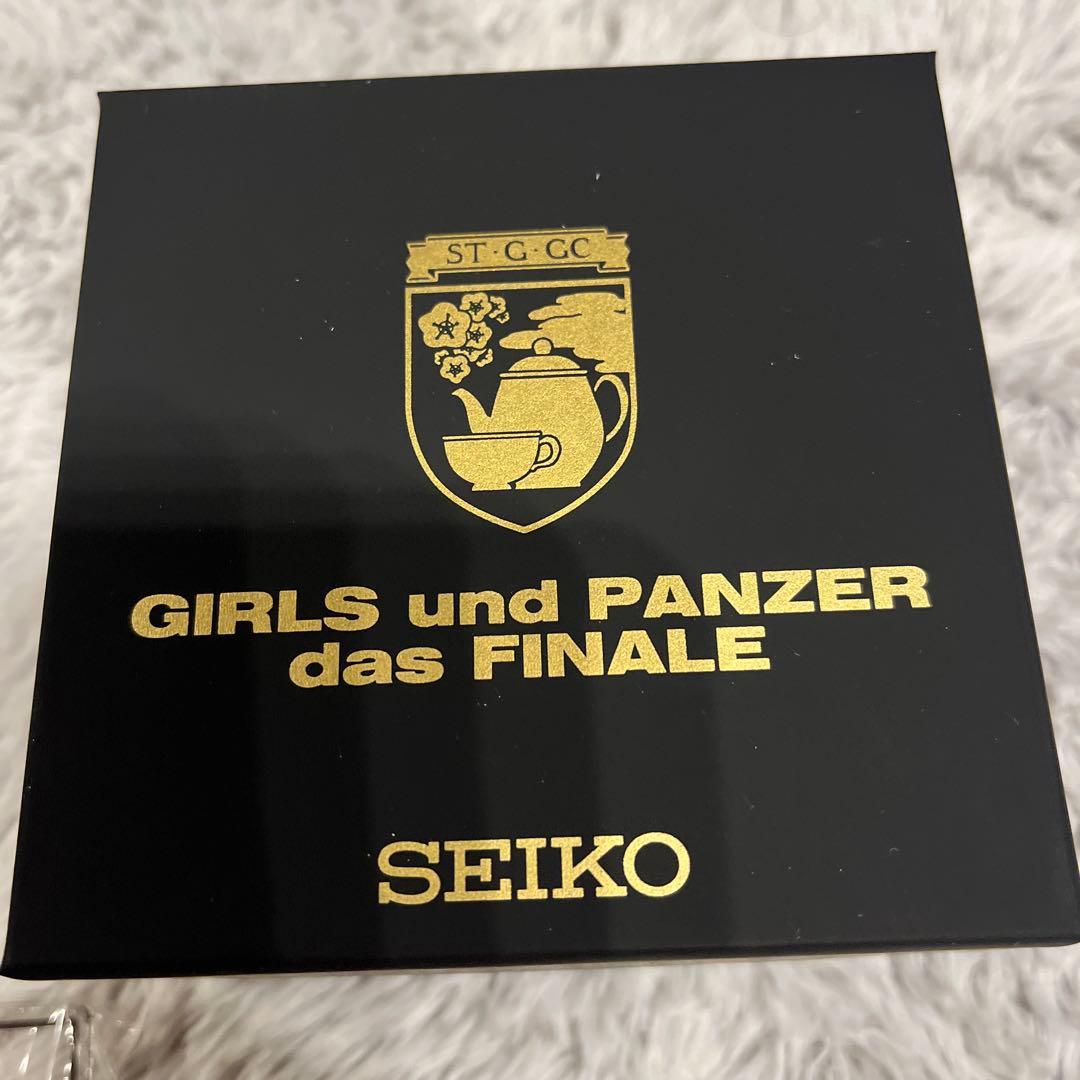 ST·G·GC
GIRLS und PANZER
das FINALE
SEIKO